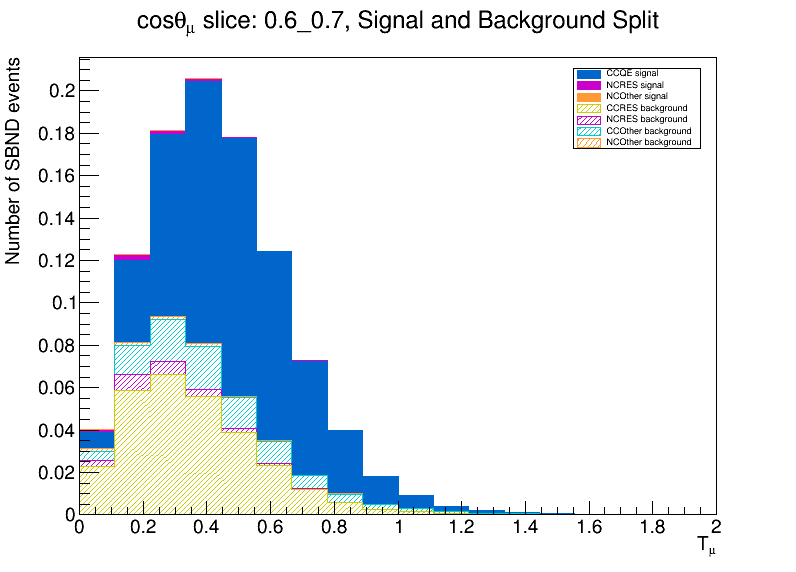 cosθμ slice: 0.6_0.7, Signal and Background Split
Number of SBND events
CCQE signal
NCRES signal
NCOther signal
CCRES background
NCRES background
CCOther background
NCOther background
0.2
0.18
0.16
0.14
0.12
0.1
0.08
0.06
0.04
0.02
0
0 0.2 0.4 0.6 0.8 1 1.2 1.4 1.6 1.8 2
Tμ